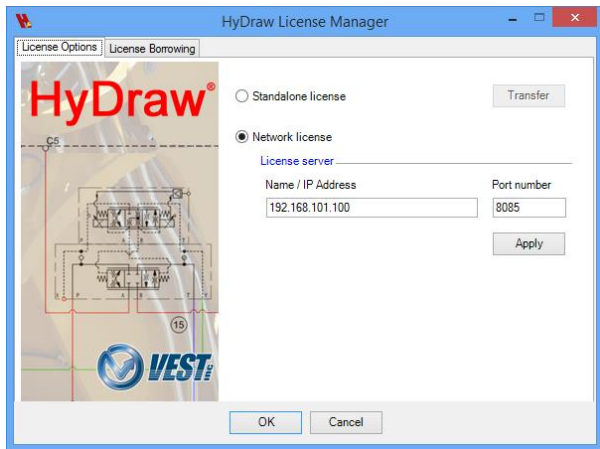 HyDraw License Manager
License Options
License Borrowing
HyDraw®
C5
Standalone license
Transfer
Network license
License server
Name / IP Address
Port number
192.168.101.100
8085
Apply
P A B T
X P A B T Y
15
VEST inc
OK
Cancel